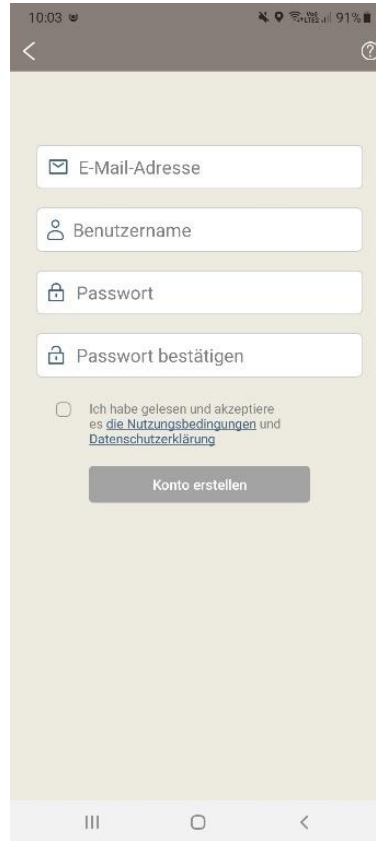 10:03
91%
E-Mail-Adresse
Benutzername
Passwort
Passwort bestätigen
Ich habe gelesen und akzeptiere
es die Nutzungsbedingungen und
Datenschutzerklärung
Konto erstellen